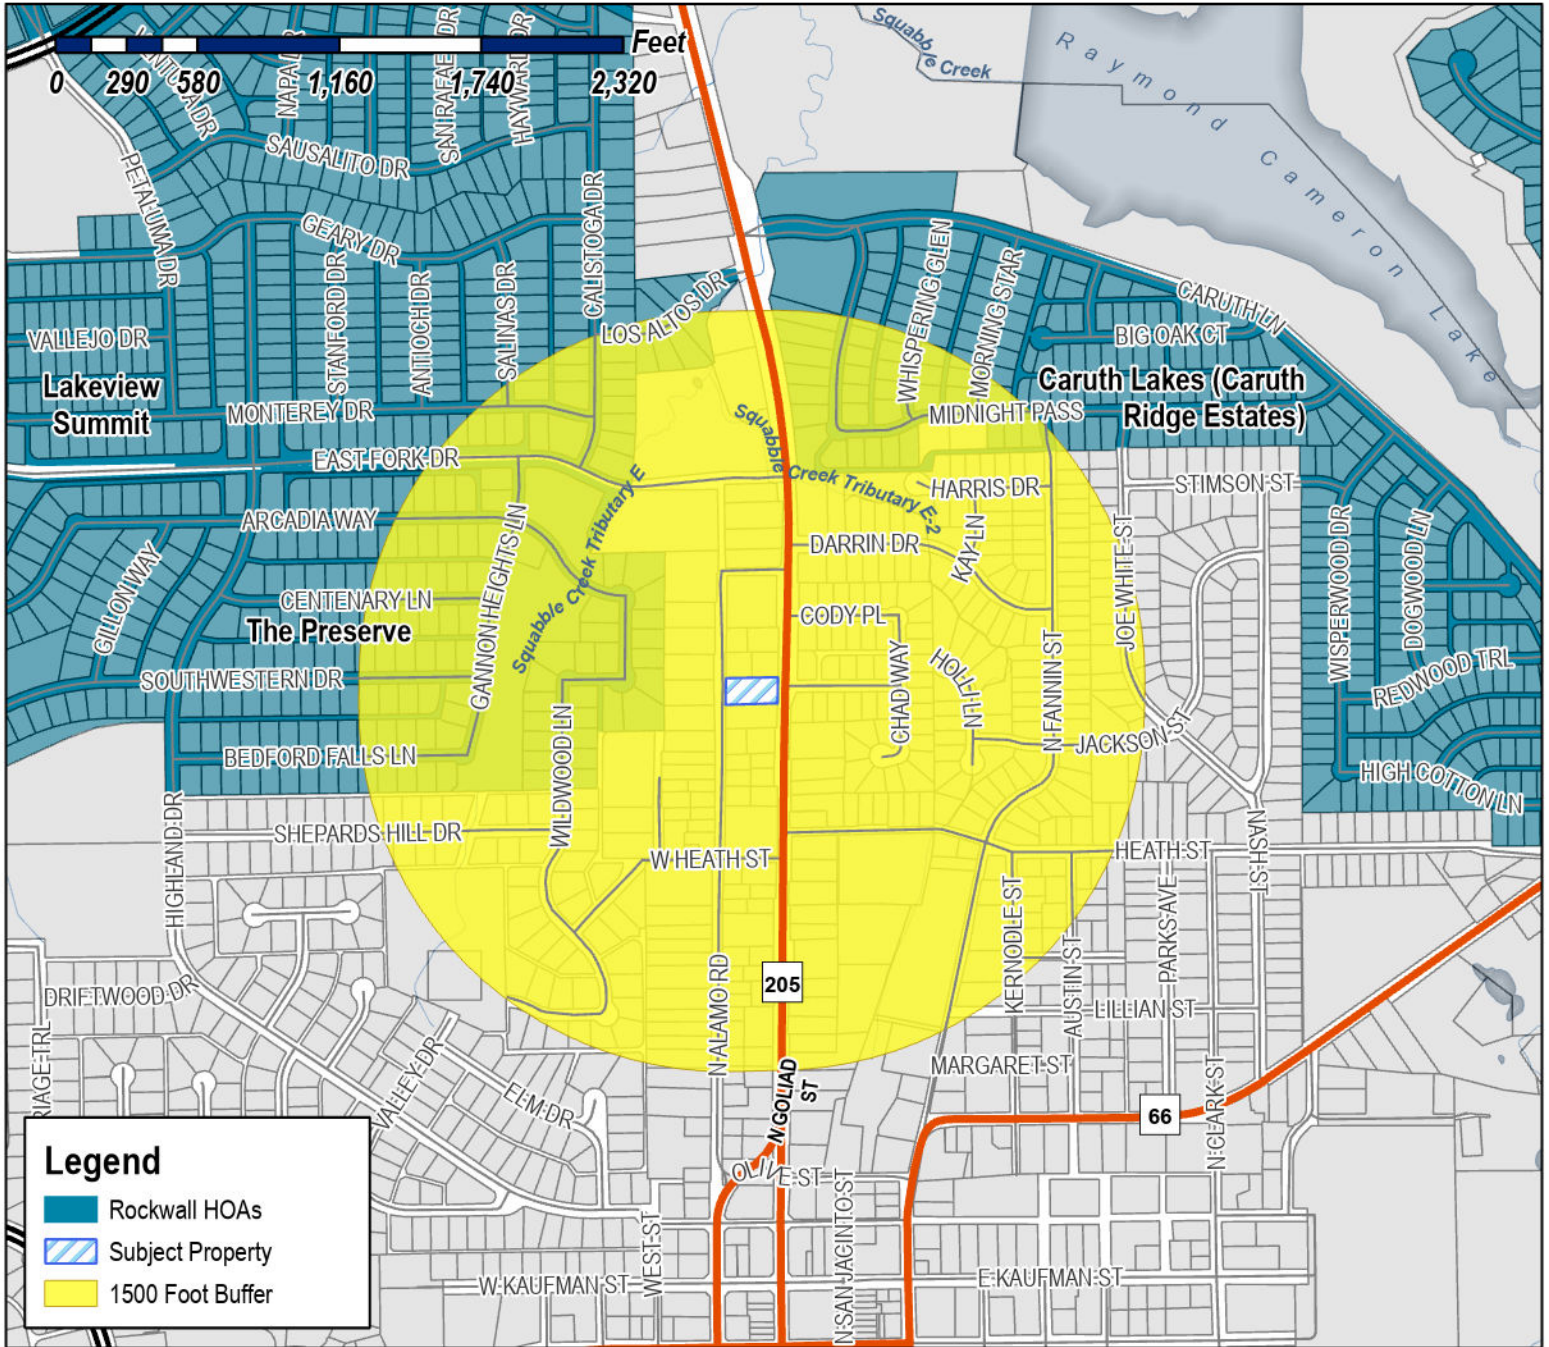 Feet
0 290 580 1,160 1,740 2,320
Squabble Creek
Raymond Cameron Lake
VENTURA DR
NAPA DR
SAN RAFAEL DR
HAYWARD DR
SAUSALITO DR
PETALUMA DR
GEARY DR
CALISTOGA DR
STANFORD DR
ANTIOCH DR
SALINAS DR
LOS ALTOS DR
VALLEJO DR
Lakeview
Summit
MONTEREY DR
EAST FORK DR
WHISPERING GLEN
MORNING STAR
CARUTH LN
BIG OAK CT
Caruth Lakes (Caruth
Ridge Estates)
MIDNIGHT PASS
Squabble Creek Tributary E-2
Squabble Creek Tributary E
ARCADIA WAY
GILLON WAY
CENTENARY LN
The Preserve
GANNON HEIGHTS LN
SOUTHWESTERN DR
BEDFORD FALLS LN
HARRIS DR
STIMSON ST
DARRIN DR
KAY LN
JOE WHITE ST
WISPERWOOD DR
DOGWOOD LN
CODY PL
CHAD WAY
HOLLI LN
N FANNIN ST
REDWOOD TRL
JACKSON ST
HIGH COTTON LN
HIGHLAND DR
SHEPARDS HILL DR
WILDWOOD LN
W HEATH ST
HEATH ST
NASH ST
KERNODLE ST
AUSTIN ST
PARKS AVE
DRIFTWOOD DR
N ALAMO RD
205
LILLIAN ST
RIAGE TRL
VALLEY DR
ELM DR
N GOLIAD
ST
MARGARET ST
66
N CLARK ST
OLIVE ST
N SAN JACINTO ST
WEST ST
W KAUFMAN ST
E KAUFMAN ST
Legend
Rockwall HOAs
Subject Property
1500 Foot Buffer